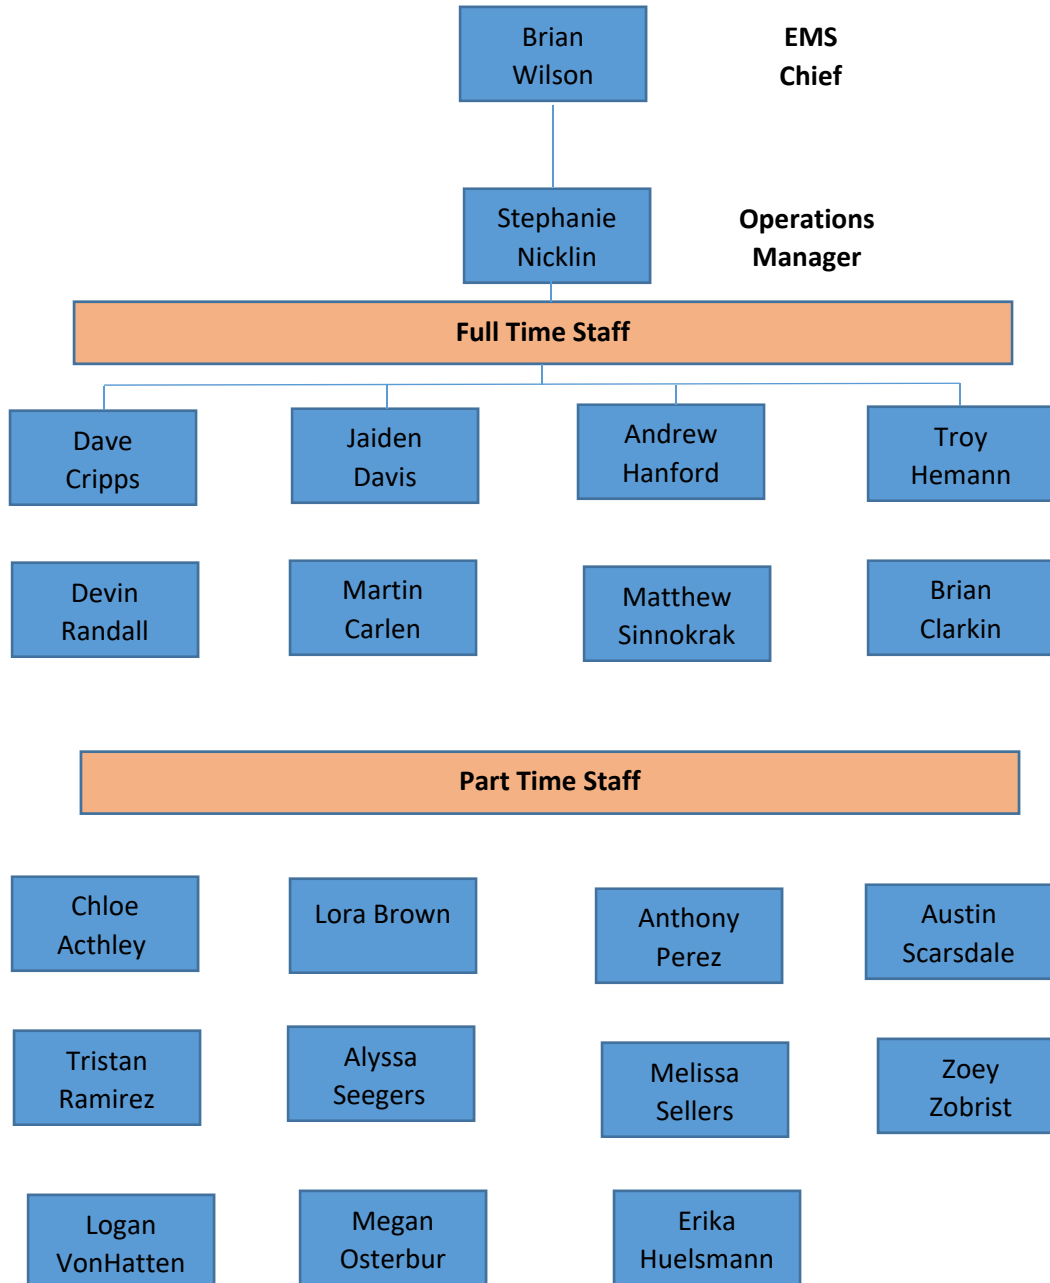 Brian
Wilson
EMS
Chief
Stephanie
Nicklin
Operations
Manager
Full Time Staff
Dave
Cripps
Jaiden
Davis
Andrew
Hanford
Troy
Hemann
Devin
Randall
Martin
Carlen
Matthew
Sinnokrak
Brian
Clarkin
Part Time Staff
Chloe
Acthley
Lora Brown
Anthony
Perez
Austin
Scarsdale
Tristan
Ramirez
Alyssa
Seegers
Melissa
Sellers
Zoey
Zobrist
Logan
VonHatten
Megan
Osterbur
Erika
Huelsmann